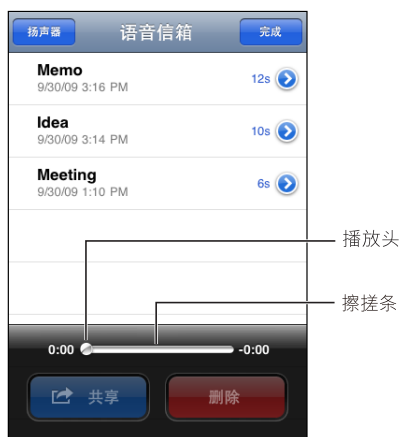 扬声器 语音信箱 完成
Memo
9/30/09 3:16 PM
12s
Idea
9/30/09 3:14 PM
10s
Meeting
9/30/09 1:10 PM
6s
播放头
擦搓条
0:00 -0:00
共享 删除